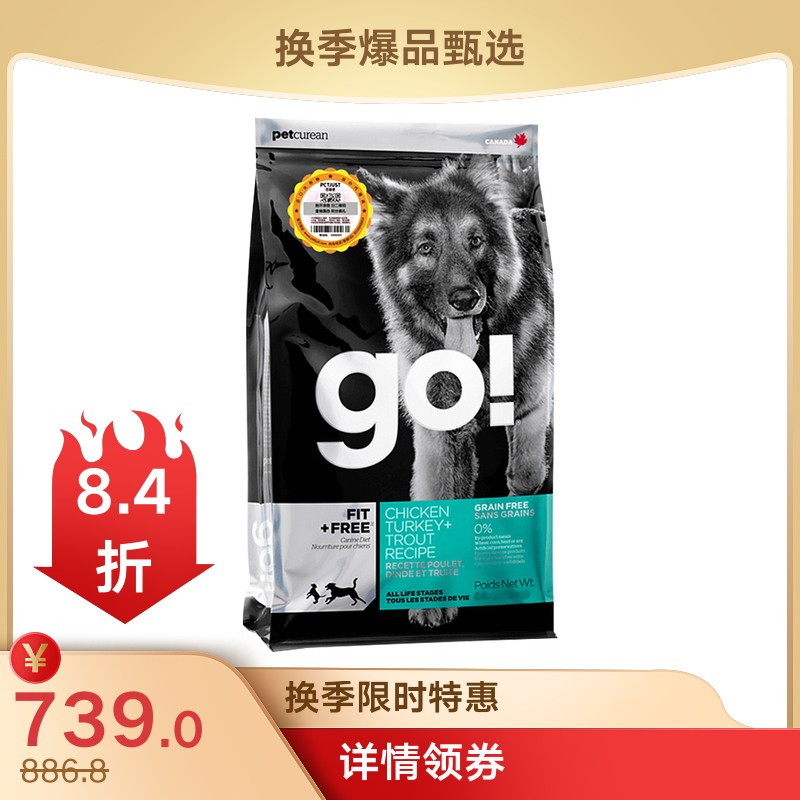 换季爆品甄选
petcurean
CANADA
PCTJUST
go!
8.4
折
FIT
+FREE
Canine Diet
Nourriture pour chiens
CHICKEN
TURKEY+
TROUT
RECIPE
RECETTE POULET,
DINDE ET TRUITE
ALL LIFE STAGES
TOUS LES STADES DE VIE
GRAIN FREE
SANS GRAINS
0%
Poids Net Wt.
go!
¥
739.0
886.8
换季限时特惠
详情领券